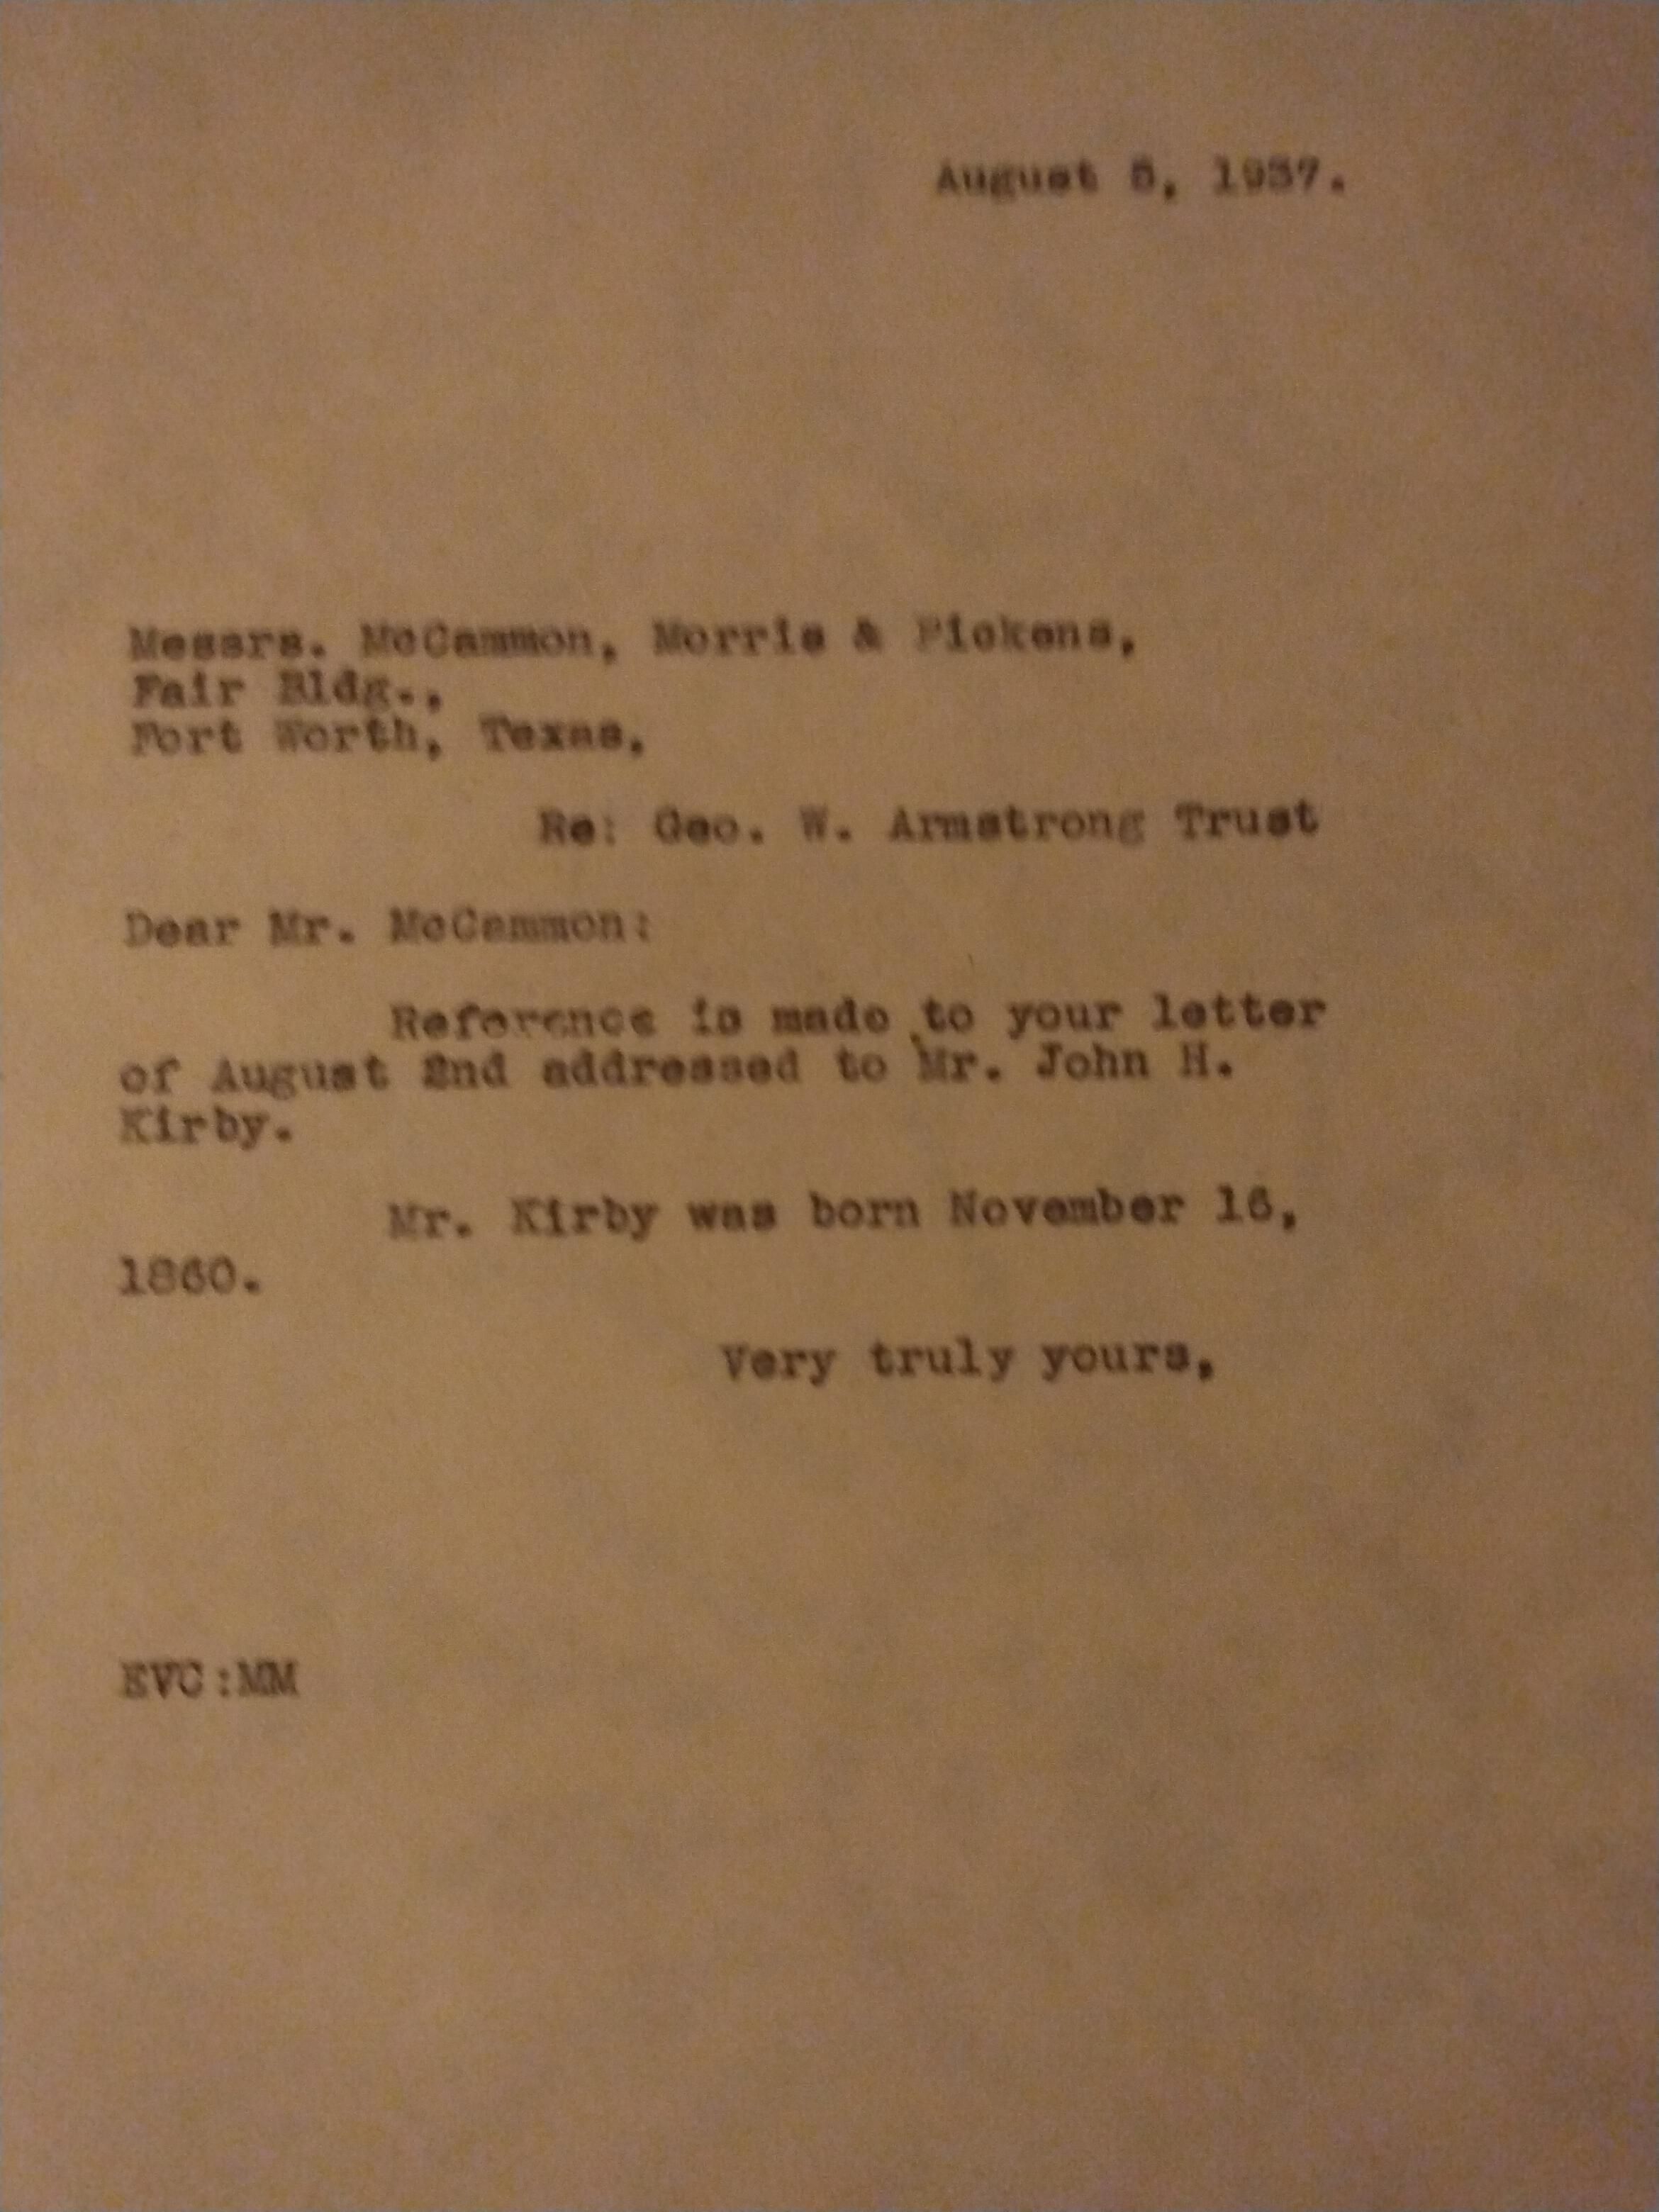 August 5, 1937.
Messrs. McCammon, Morris & Pickens,
Fair Bldg.,
Fort Worth, Texas,
Re: Geo. W. Armstrong Trust
Dear Mr. McCammon:
Reference is made to your letter
of August 2nd addressed to Mr. John H.
Kirby.
Mr. Kirby was born November 16,
1860.
Very truly yours,
EVC:MM